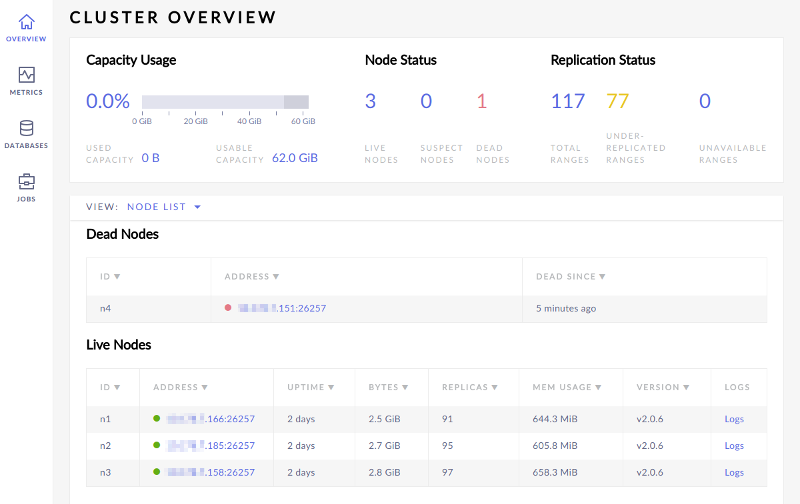 CLUSTER OVERVIEW
OVERVIEW
METRICS
DATABASES
JOBS
Capacity Usage
0.0%
0 GiB 20 GiB 40 GiB 60 GiB
USED CAPACITY 0 B
USABLE CAPACITY 62.0 GiB
Node Status
3 0 1
LIVE NODES
SUSPECT NODES
DEAD NODES
Replication Status
117 77 0
TOTAL RANGES
UNDER-REPLICATED RANGES
UNAVAILABLE RANGES
VIEW: NODE LIST
Dead Nodes
ID ADDRESS DEAD SINCE
n4 .151:26257 5 minutes ago
Live Nodes
ID ADDRESS UPTIME BYTES REPLICAS MEM USAGE VERSION LOGS
n1 .166:26257 2 days 2.5 GiB 91 644.3 MiB v2.0.6 Logs
n2 .185:26257 2 days 2.7 GiB 95 605.8 MiB v2.0.6 Logs
n3 .158:26257 2 days 2.8 GiB 97 658.3 MiB v2.0.6 Logs